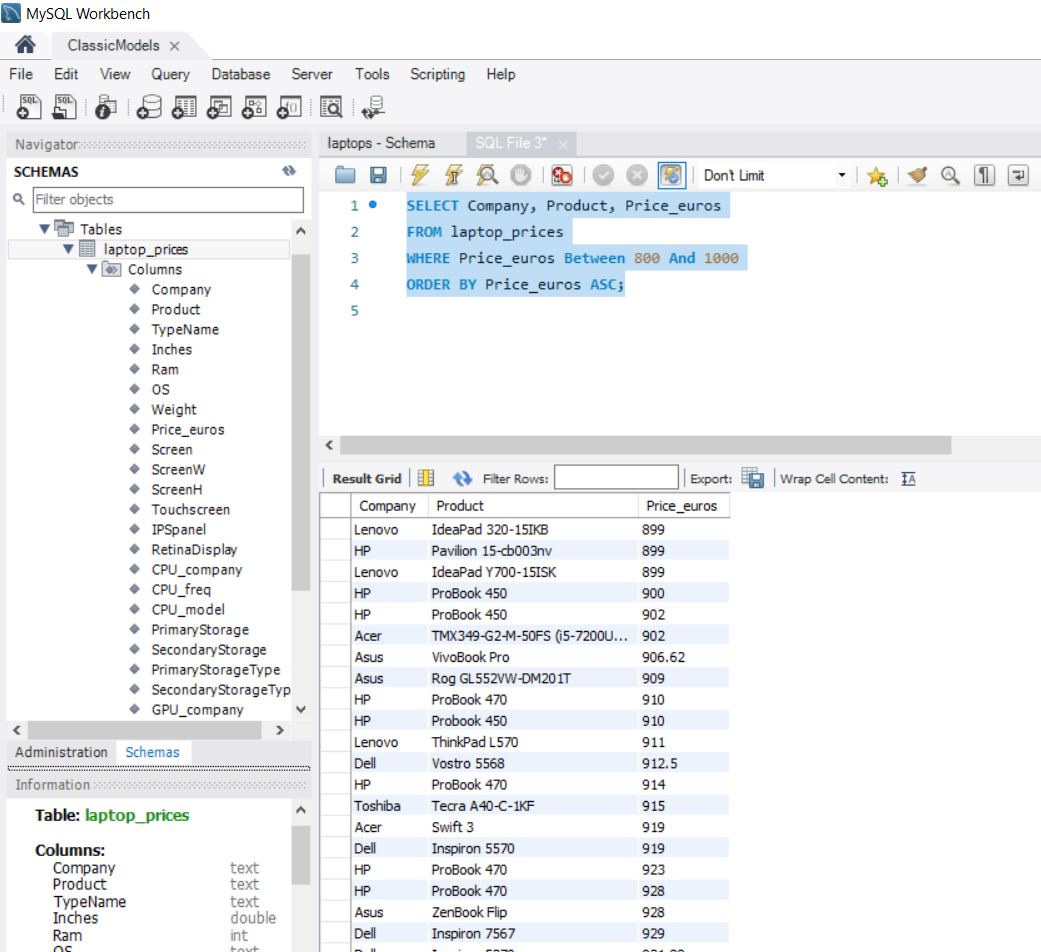 MySQL Workbench
ClassicModels
File Edit View Query Database Server Tools Scripting Help
SQL SQL
Navigator
SCHEMAS
Filter objects
Tables
laptop_prices
Columns
Company
Product
TypeName
Inches
Ram
OS
Weight
Price_euros
Screen
ScreenW
ScreenH
Touchscreen
IPSpanel
RetinaDisplay
CPU_company
CPU_freq
CPU_model
PrimaryStorage
SecondaryStorage
PrimaryStorageType
SecondaryStorageTyp
GPU_company
Administration Schemas
Information
Table: laptop_prices
Columns:
Company text
Product text
TypeName text
Inches double
Ram int
OS text
laptops - Schema SQL File 3*
Don't Limit
1 SELECT Company, Product, Price_euros
2 FROM laptop_prices
3 WHERE Price_euros Between 800 And 1000
4 ORDER BY Price_euros ASC;
5
Result Grid Filter Rows: Export: Wrap Cell Content:
Company Product Price_euros
Lenovo IdeaPad 320-15IKB 899
HP Pavilion 15-cb003nv 899
Lenovo IdeaPad Y700-15ISK 899
HP ProBook 450 900
HP ProBook 450 902
Acer TMX349-G2-M-50FS (i5-7200U... 902
Asus VivoBook Pro 906.62
Asus Rog GL552VW-DM201T 909
HP ProBook 470 910
HP Probook 450 910
Lenovo ThinkPad L570 911
Dell Vostro 5568 912.5
HP ProBook 470 914
Toshiba Tecra A40-C-1KF 915
Acer Swift 3 919
Dell Inspiron 5570 919
HP ProBook 470 923
HP ProBook 470 928
Asus ZenBook Flip 928
Dell Inspiron 7567 929